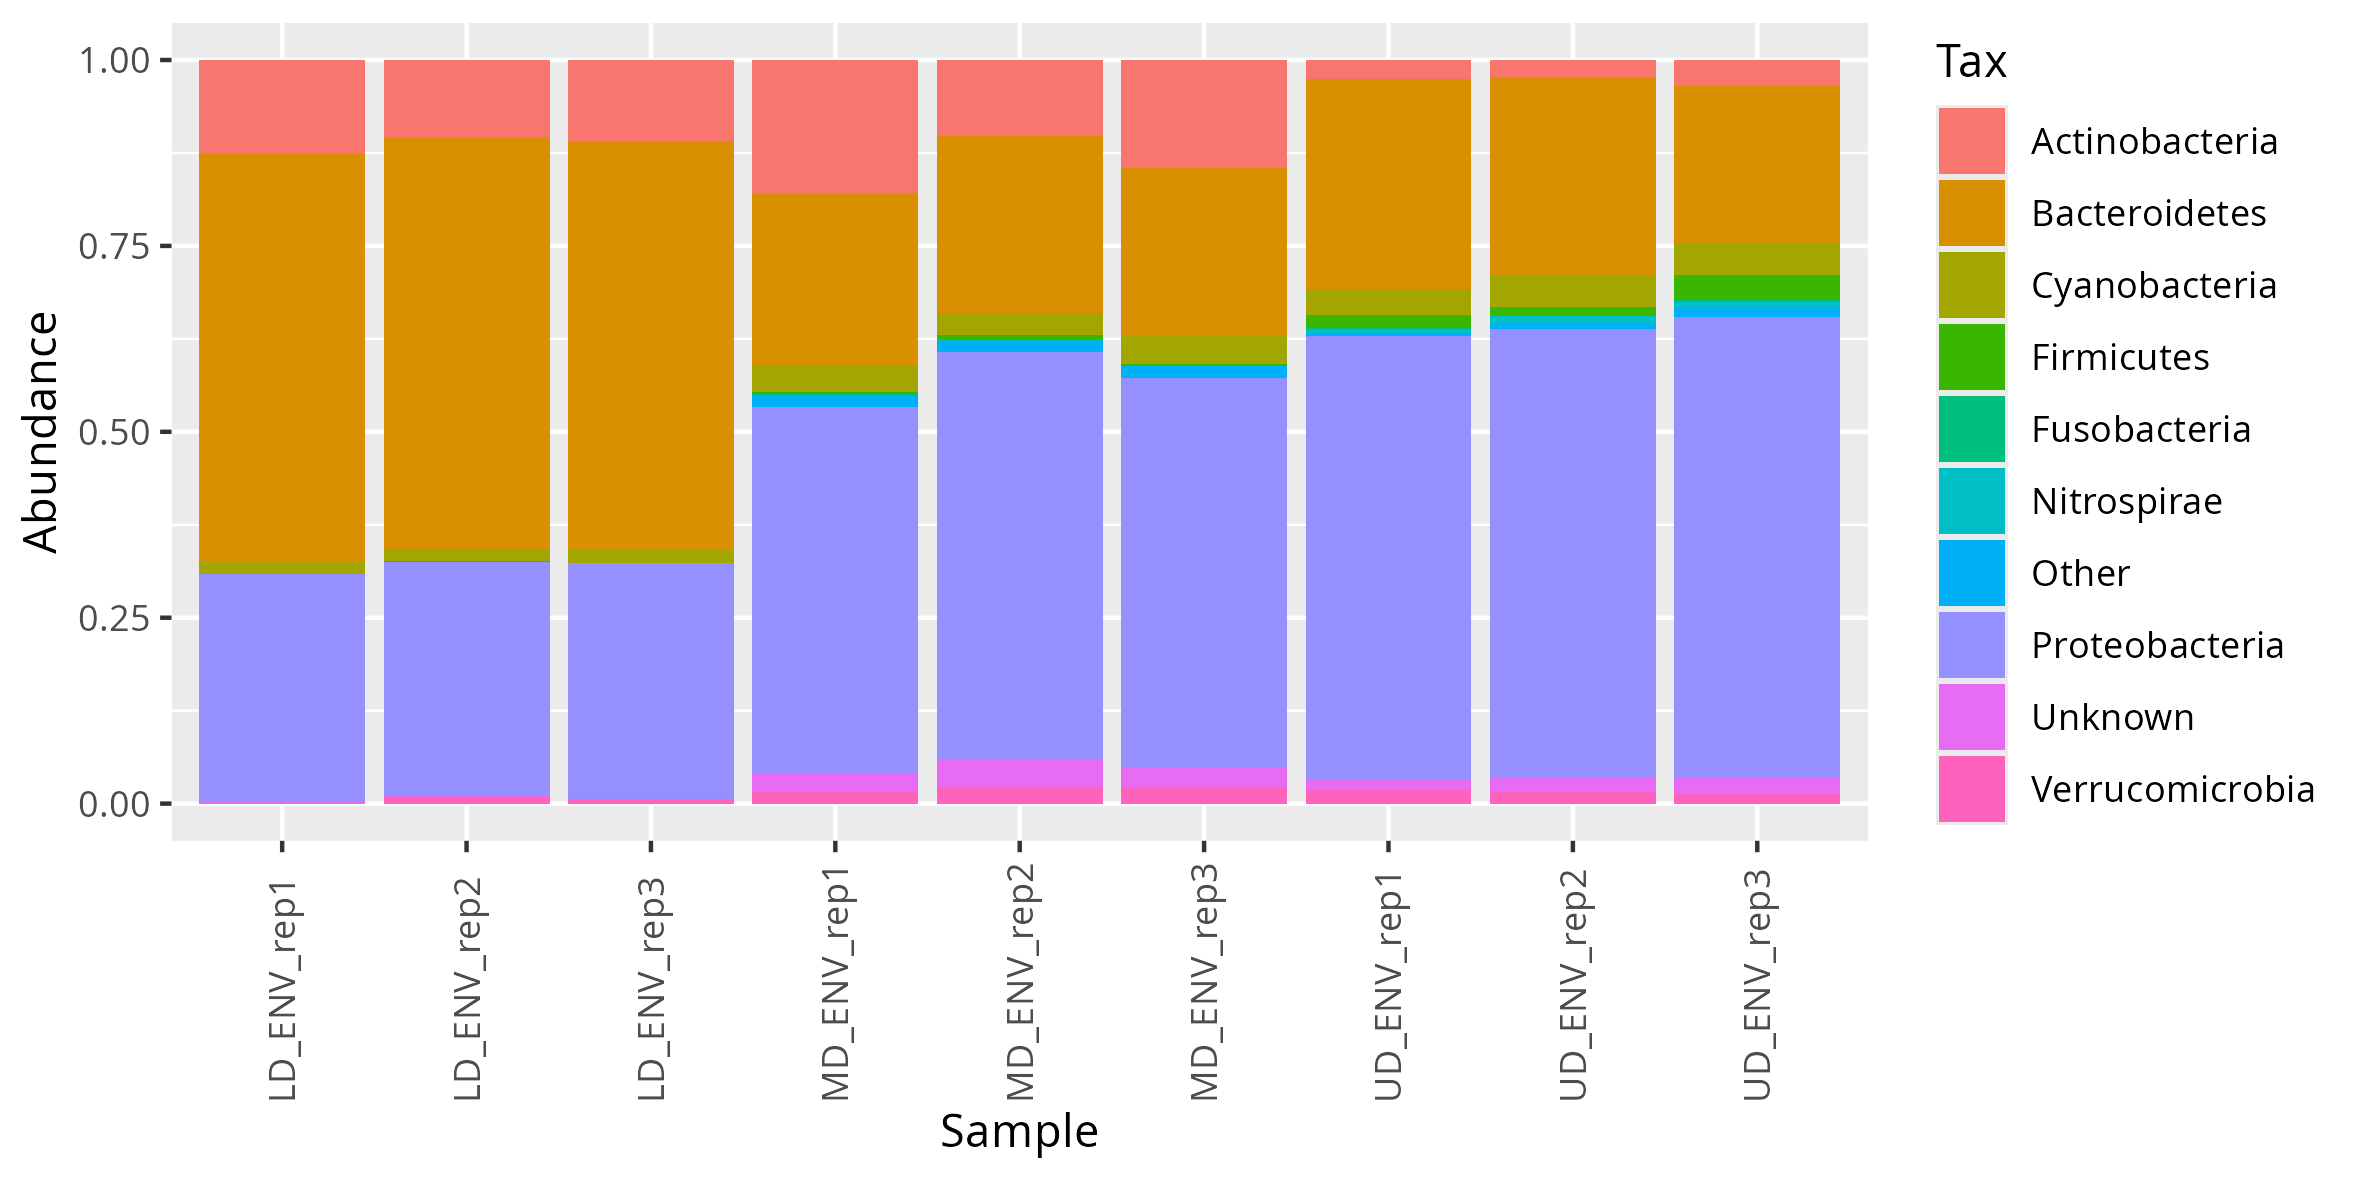 Abundance
1.00
0.75
0.50
0.25
0.00
LD_ENV_rep1
LD_ENV_rep2
LD_ENV_rep3
MD_ENV_rep1
MD_ENV_rep2
MD_ENV_rep3
UD_ENV_rep1
UD_ENV_rep2
UD_ENV_rep3
Sample
Tax
Actinobacteria
Bacteroidetes
Cyanobacteria
Firmicutes
Fusobacteria
Nitrospirae
Other
Proteobacteria
Unknown
Verrucomicrobia